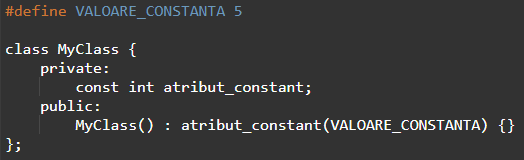 #define VALOARE_CONSTANTA 5

class MyClass {
    private:
        const int atribut_constant;
    public:
        MyClass() : atribut_constant(VALOARE_CONSTANTA) {}
};